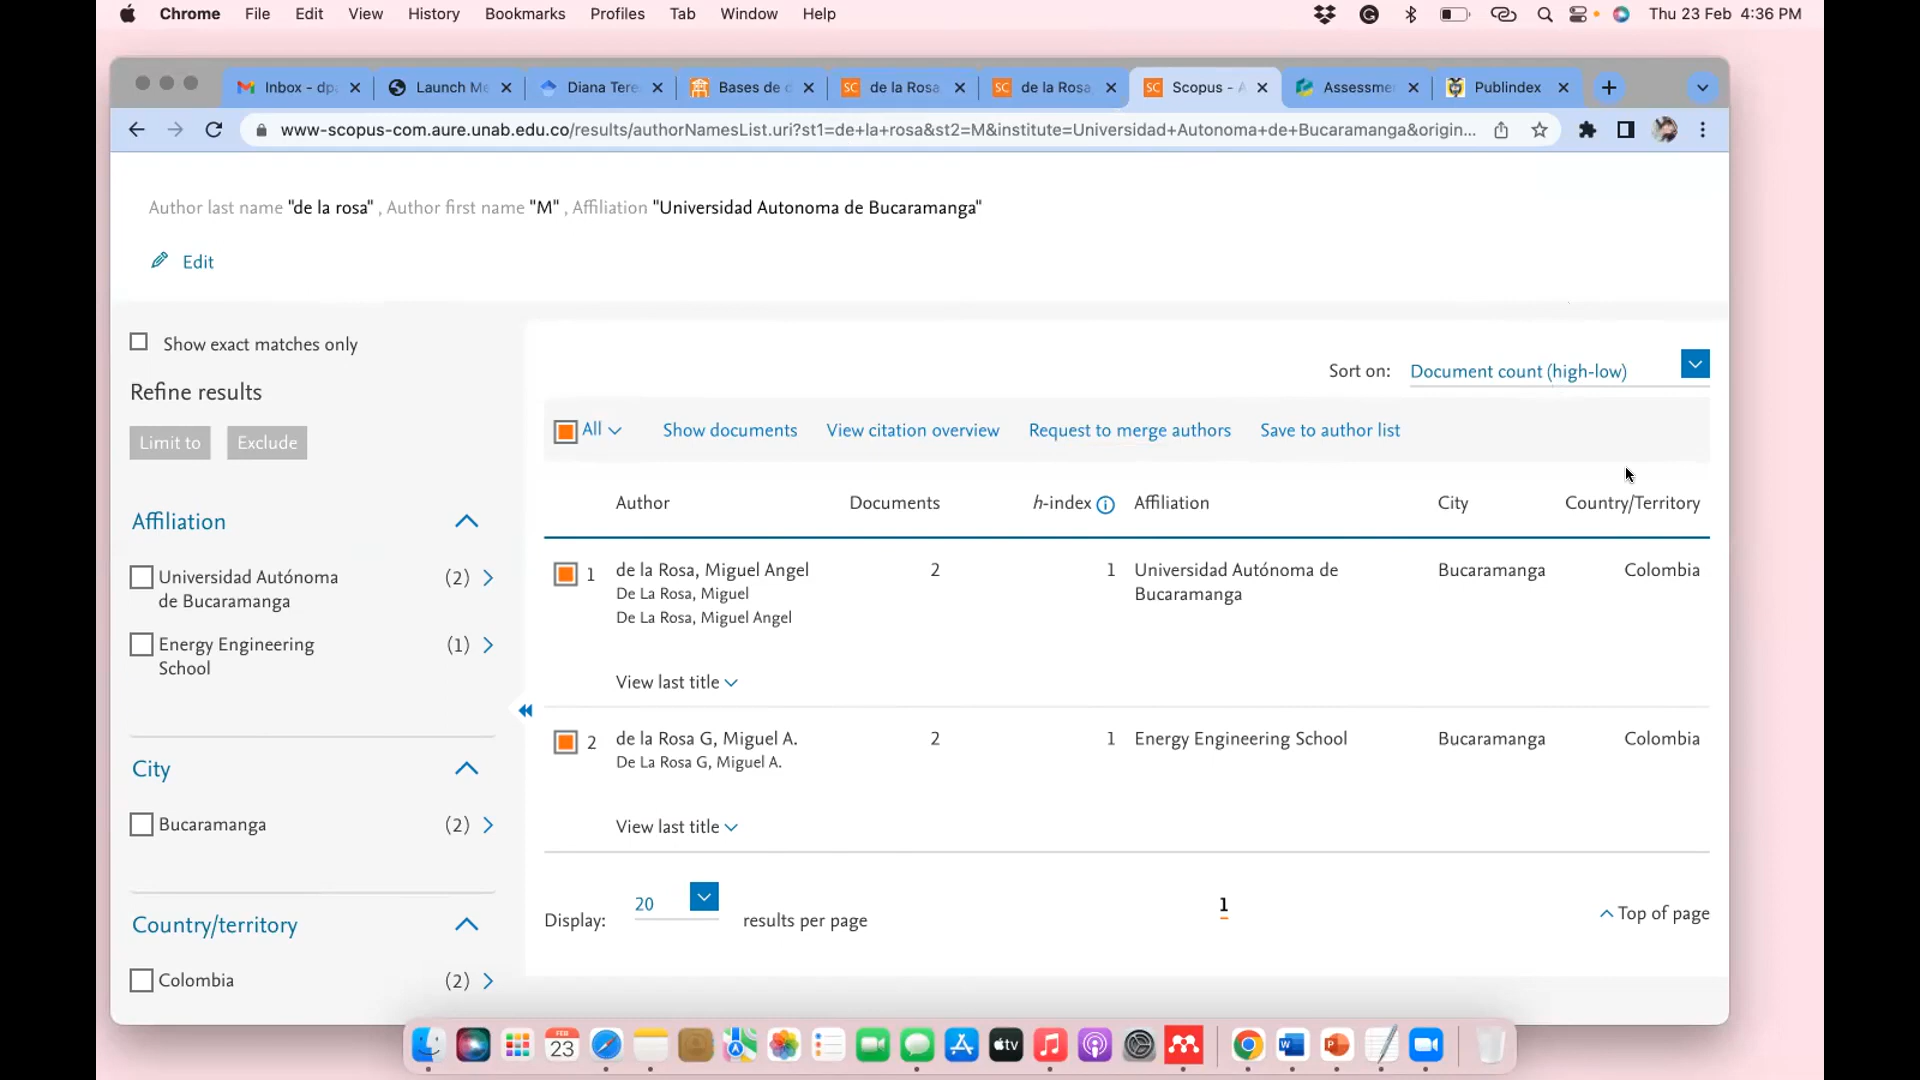 Chrome File Edit View History Bookmarks Profiles Tab Window Help Thu 23 Feb 4:36 PM
Inbox - dp Launch M Diana Tere Bases de d de la Rosa de la Rosa, Scopus - A Assessme Publindex
www-scopus-com.aure.unab.edu.co/results/authorNamesList.uri?st1=de+la+rosa&st2=M&institute=Universidad+Autonoma+de+Bucaramanga&origin...
Author last name "de la rosa" , Author first name "M" , Affiliation "Universidad Autonoma de Bucaramanga"
Edit
Show exact matches only
Refine results
Limit to Exclude
Affiliation
Universidad Autónoma (2)
de Bucaramanga
Energy Engineering (1)
School
City
Bucaramanga (2)
Country/territory
Colombia (2)
Sort on: Document count (high-low)
All Show documents View citation overview Request to merge authors Save to author list
Author Documents h-index i Affiliation City Country/Territory
1 de la Rosa, Miguel Angel 2 1 Universidad Autónoma de Bucaramanga Colombia
De La Rosa, Miguel Bucaramanga
De La Rosa, Miguel Angel
View last title
2 de la Rosa G, Miguel A. 2 1 Energy Engineering School Bucaramanga Colombia
De La Rosa G, Miguel A.
View last title
Display: 20 results per page 1 Top of page
FEB
23
tv
W
P